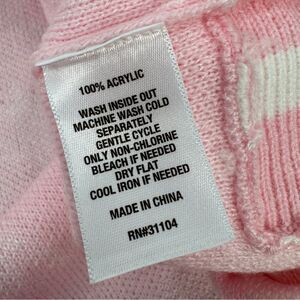 100% ACRYLIC
WASH INSIDE OUT
MACHINE WASH COLD
SEPARATELY
GENTLE CYCLE
ONLY NON-CHLORINE
BLEACH IF NEEDED
DRY FLAT
COOL IRON IF NEEDED
MADE IN CHINA
RN#31104